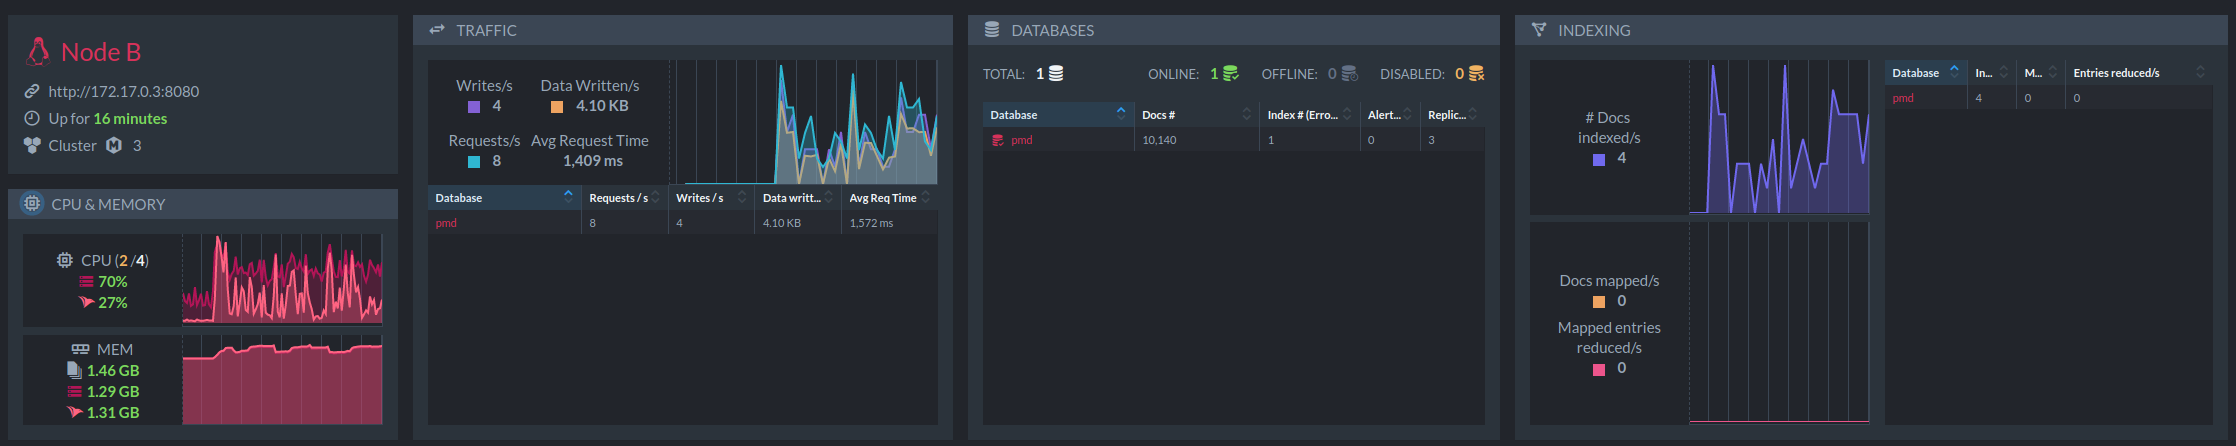 Node B
http://172.17.0.3:8080
Up for 16 minutes
Cluster M 3
CPU & MEMORY
CPU (2 /4)
70%
27%
MEM
1.46 GB
1.29 GB
1.31 GB
TRAFFIC
Writes/s Data Written/s
4 4.10 KB
Requests/s Avg Request Time
8 1,409 ms
Database Requests / s Writes / s Data writt... Avg Req Time
pmd 8 4 4.10 KB 1,572 ms
DATABASES
TOTAL: 1 ONLINE: 1 OFFLINE: 0 DISABLED: 0
Database Docs # Index # (Erro... Alert... Replic...
pmd 10,140 1 0 3
INDEXING
# Docs
indexed/s
4
Docs mapped/s
0
Mapped entries
reduced/s
0
Database In... M... Entries reduced/s
pmd 4 0 0